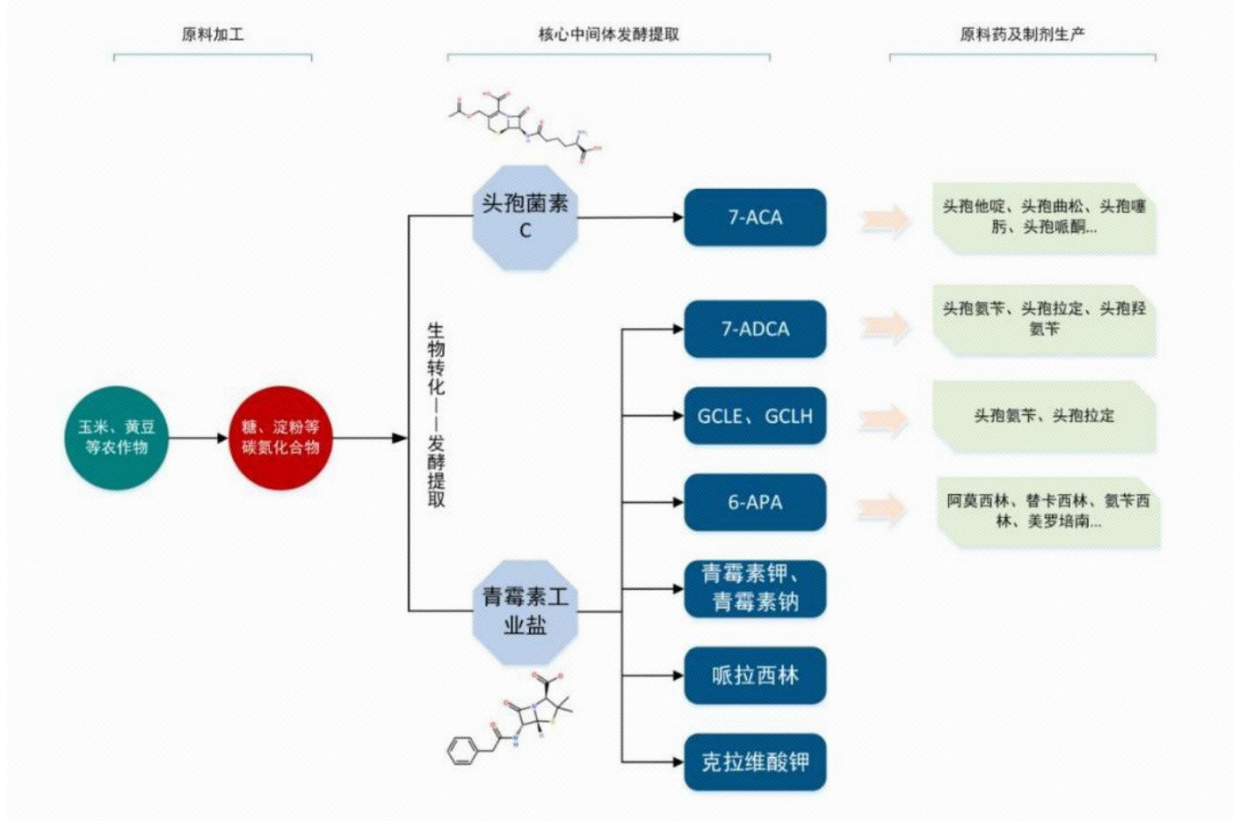 原料加工
核心中间体发酵提取
原料药及制剂生产
头孢菌素
C
7-ACA
头孢他啶、头孢曲松、头孢噻
肟、头孢哌酮...
生物转化——发酵提取
7-ADCA
头孢氨苄、头孢拉定、头孢羟
氨苄
玉米、黄豆
等农作物
糖、淀粉等
碳氮化合物
GCLE、GCLH
头孢氨苄、头孢拉定
6-APA
阿莫西林、替卡西林、氨苄西
林、美罗培南...
青霉素工
业盐
青霉素钾、
青霉素钠
哌拉西林
克拉维酸钾